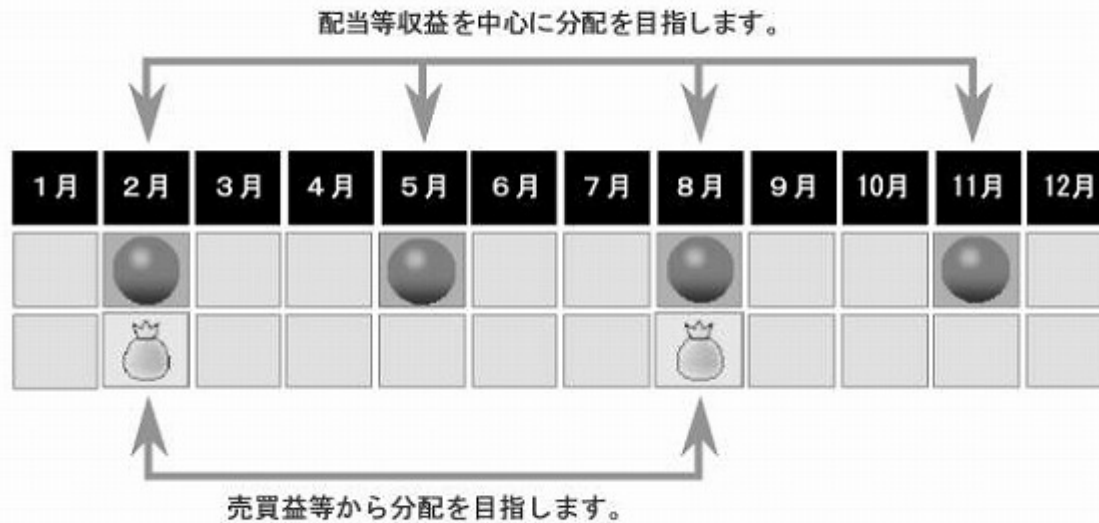 配当等収益を中心に分配を目指します。
1月 2月 3月 4月 5月 6月 7月 8月 9月 10月 11月 12月
売買益等から分配を目指します。